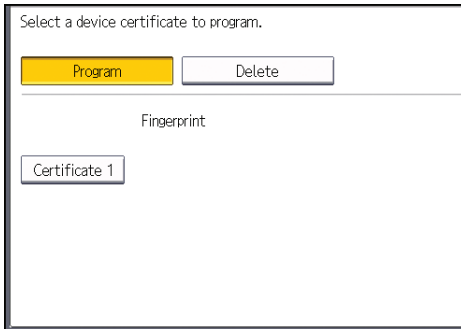 Select a device certificate to program.
Program Delete
Fingerprint
Certificate 1